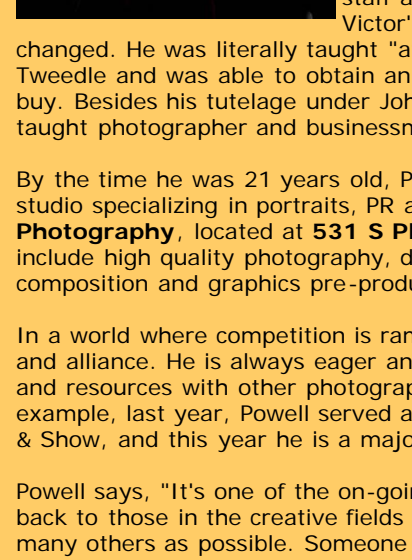 Victor'
changed. He was literally taught "a
Tweedle and was able to obtain an
buy. Besides his tutelage under Joh
taught photographer and businessm
By the time he was 21 years old, P
studio specializing in portraits, PR a
Photography, located at 531 S Pl
include high quality photography, d
composition and graphics pre-produ
In a world where competition is ram
and alliance. He is always eager an
and resources with other photograp
example, last year, Powell served a
& Show, and this year he is a majo
Powell says, "It's one of the on-goin
back to those in the creative fields
many others as possible. Someone